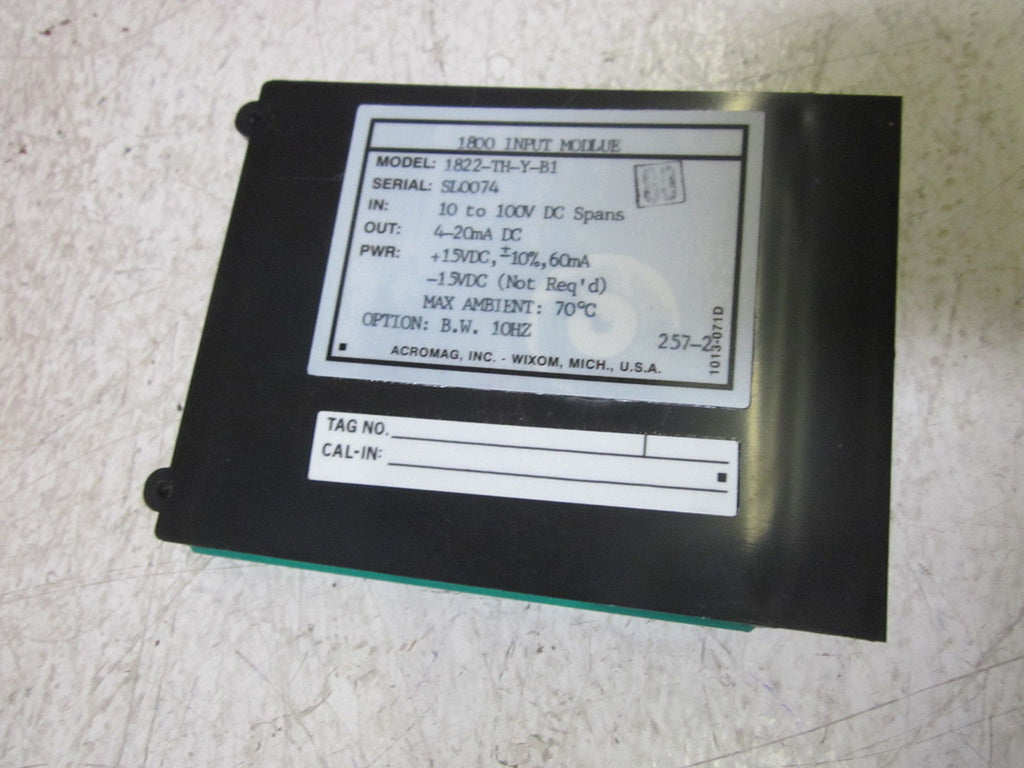 1800 INPUT MODLUE
MODEL: 1822-TH-Y-B1
SERIAL: SL0074
IN: 10 to 100V DC Spans
OUT: 4-20mA DC
PWR: +15VDC, ±10%, 60mA
-15VDC (Not Req'd)
MAX AMBIENT: 70°C
OPTION: B.W. 10HZ
257-2
ACROMAG, INC. - WIXOM, MICH., U.S.A.
1013-071D
TAG NO.
CAL-IN: